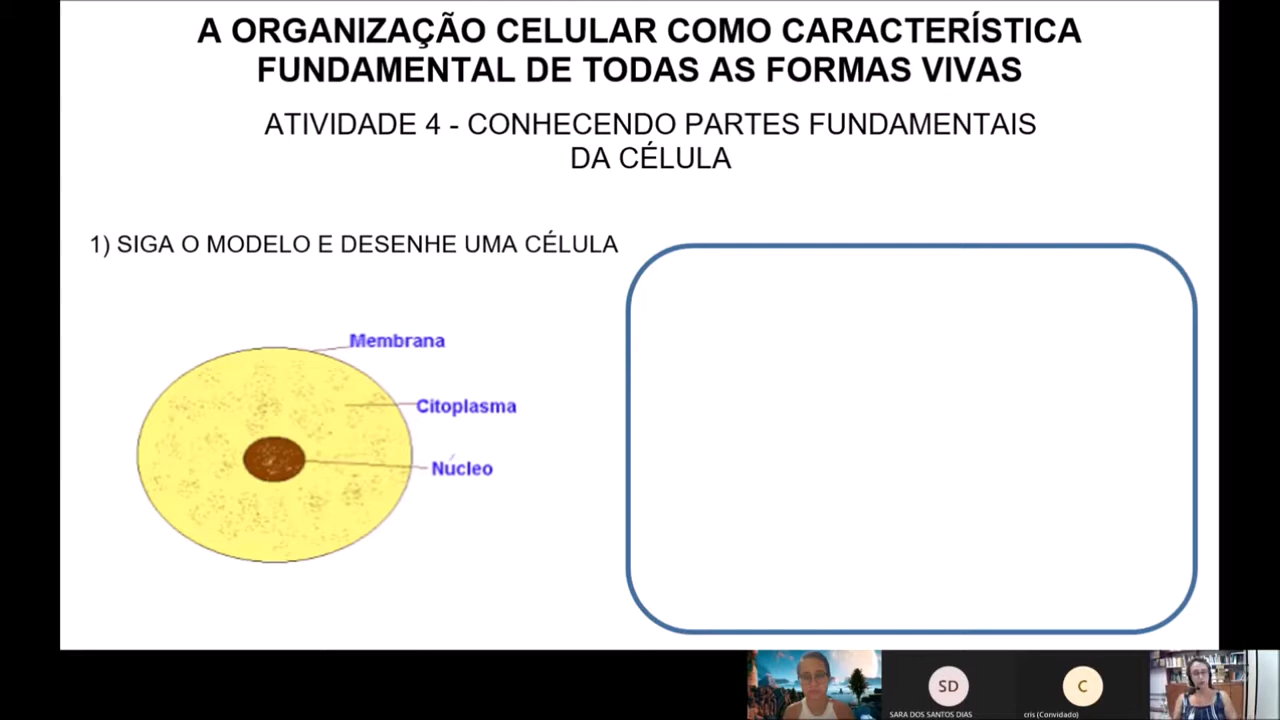 A ORGANIZAÇÃO CELULAR COMO CARACTERÍSTICA
FUNDAMENTAL DE TODAS AS FORMAS VIVAS
ATIVIDADE 4 - CONHECENDO PARTES FUNDAMENTAIS
DA CÉLULA
1) SIGA O MODELO E DESENHE UMA CÉLULA
Membrana
Citoplasma
Núcleo
SD
C
SARA DOS SANTOS DIAS
cris (Convidado)